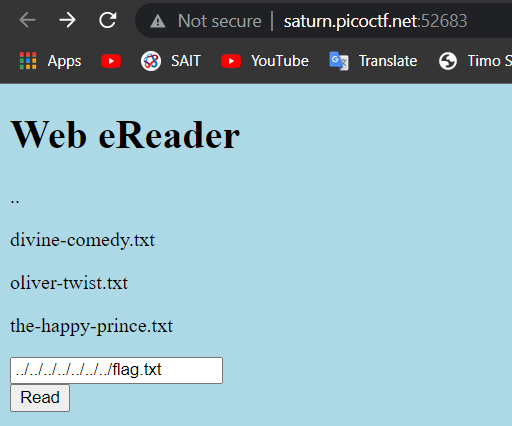 Not secure | saturn.picoctf.net:52683
Apps SAIT YouTube Translate Timo S
Web eReader
..
divine-comedy.txt
oliver-twist.txt
the-happy-prince.txt
../../../../../../../flag.txt
Read